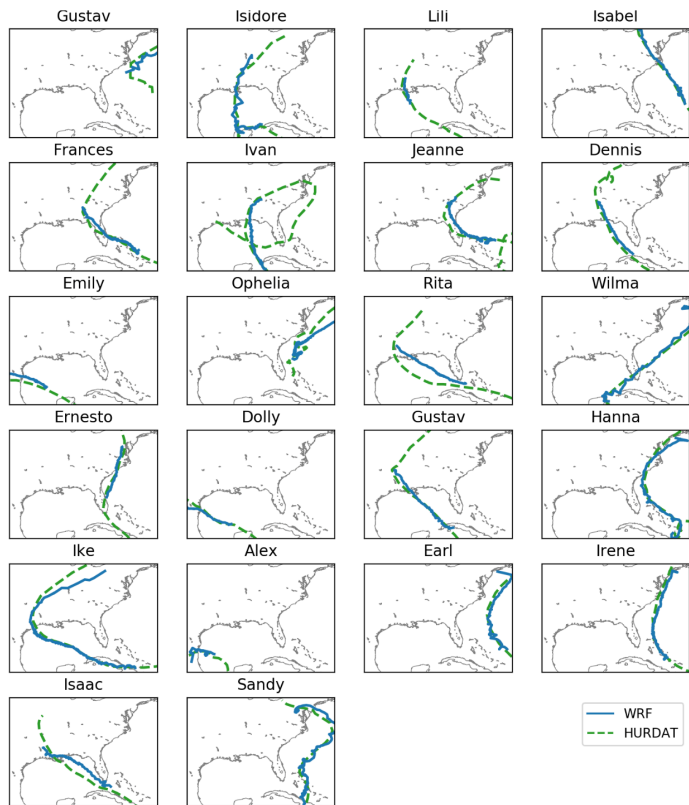 Gustav
Isidore
Lili
Isabel
Frances
Ivan
Jeanne
Dennis
Emily
Ophelia
Rita
Wilma
Ernesto
Dolly
Gustav
Hanna
Ike
Alex
Earl
Irene
Isaac
Sandy
WRF
HURDAT